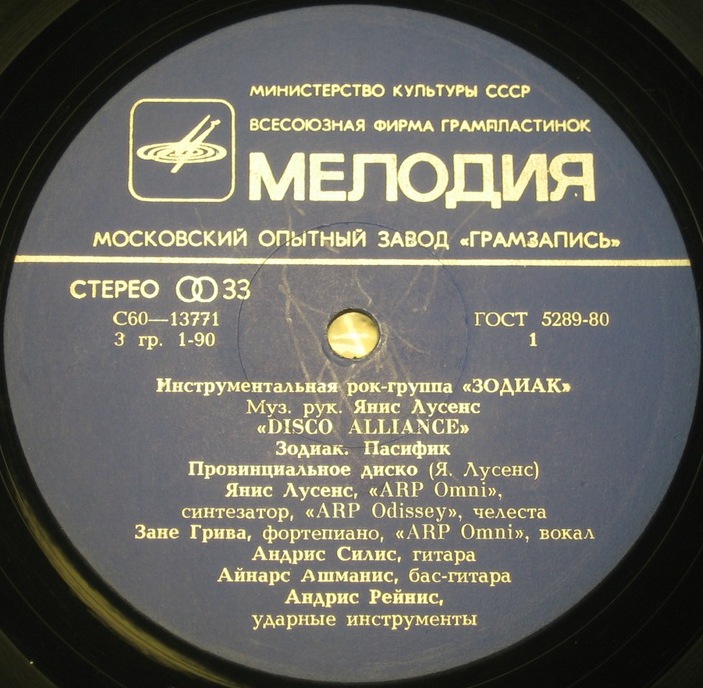 МИНИСТЕРСТВО КУЛЬТУРЫ СССР
ВСЕСОЮЗНАЯ ФИРМА ГРАМПЛАСТИНОК
МЕЛОДИЯ
МОСКОВСКИЙ ОПЫТНЫЙ ЗАВОД «ГРАМЗАПИСЬ»
СТЕРЕО 33
С60—13771 ГОСТ 5289-80
3 гр. 1-90 1
Инструментальная рок-группа «ЗОДИАК»
Муз. рук. Янис Лусенс
«DISCO ALLIANCE»
Зодиак. Пасифик
Провинциальное диско (Я. Лусенс)
Янис Лусенс, «ARP Omni»,
синтезатор, «ARP Odissey», челеста
Зане Грива, фортепиано, «ARP Omni», вокал
Андрис Силис, гитара
Айнарс Ашманис, бас-гитара
Андрис Рейнис,
ударные инструменты